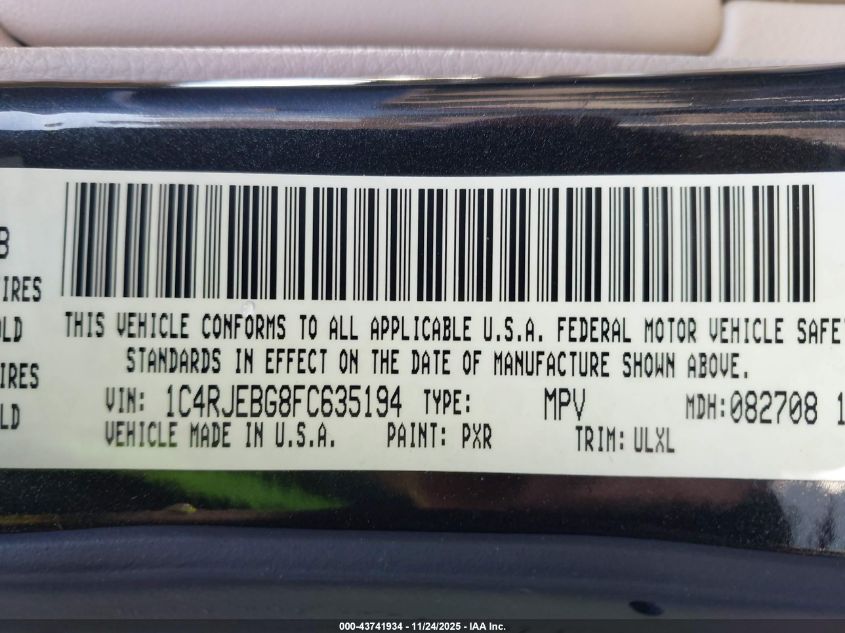 B
IRES
OLD
THIS VEHICLE CONFORMS TO ALL APPLICABLE U.S.A. FEDERAL MOTOR VEHICLE SAFE
STANDARDS IN EFFECT ON THE DATE OF MANUFACTURE SHOWN ABOVE.
IRES
LD
VIN: 1C4RJEBG8FC635194 TYPE: MPV MDH:082708 1
VEHICLE MADE IN U.S.A. PAINT: PXR TRIM:ULXL
000-43741934 - 11/24/2025 - IAA Inc.